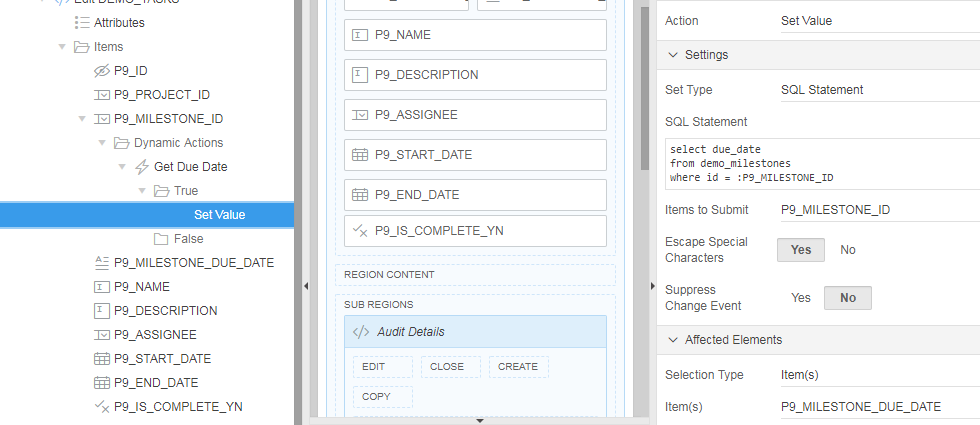 Edit DEMO_TASKS
Attributes
Items
P9_ID
P9_PROJECT_ID
P9_MILESTONE_ID
Dynamic Actions
Get Due Date
True
Set Value
False
P9_MILESTONE_DUE_DATE
P9_NAME
P9_DESCRIPTION
P9_ASSIGNEE
P9_START_DATE
P9_END_DATE
P9_IS_COMPLETE_YN
P9_NAME
P9_DESCRIPTION
P9_ASSIGNEE
P9_START_DATE
P9_END_DATE
P9_IS_COMPLETE_YN
REGION CONTENT
SUB REGIONS
Audit Details
EDIT CLOSE CREATE
COPY
Action Set Value
Settings
Set Type SQL Statement
SQL Statement
select due_date
from demo_milestones
where id = :P9_MILESTONE_ID
Items to Submit P9_MILESTONE_ID
Escape Special
Characters Yes No
Suppress
Change Event Yes No
Affected Elements
Selection Type Item(s)
Item(s) P9_MILESTONE_DUE_DATE